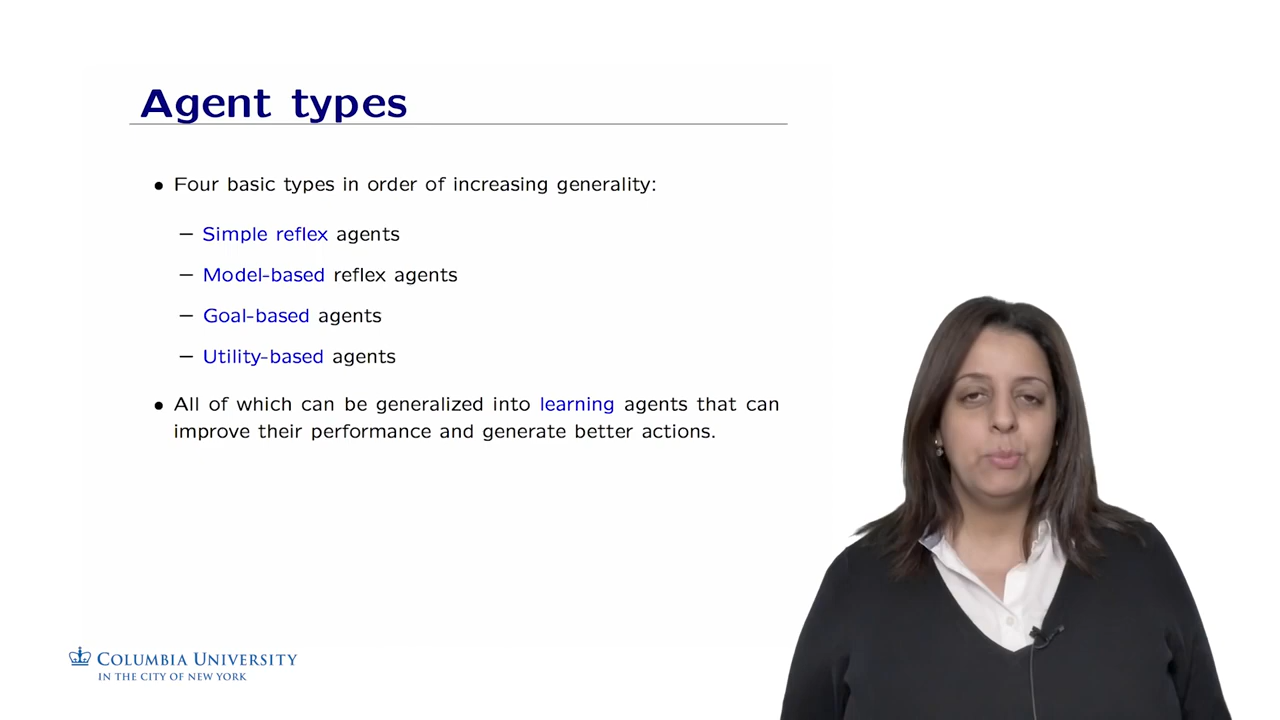 Agent types
• Four basic types in order of increasing generality:
– Simple reflex agents
– Model-based reflex agents
– Goal-based agents
– Utility-based agents
• All of which can be generalized into learning agents that can
improve their performance and generate better actions.
COLUMBIA UNIVERSITY
IN THE CITY OF NEW YORK